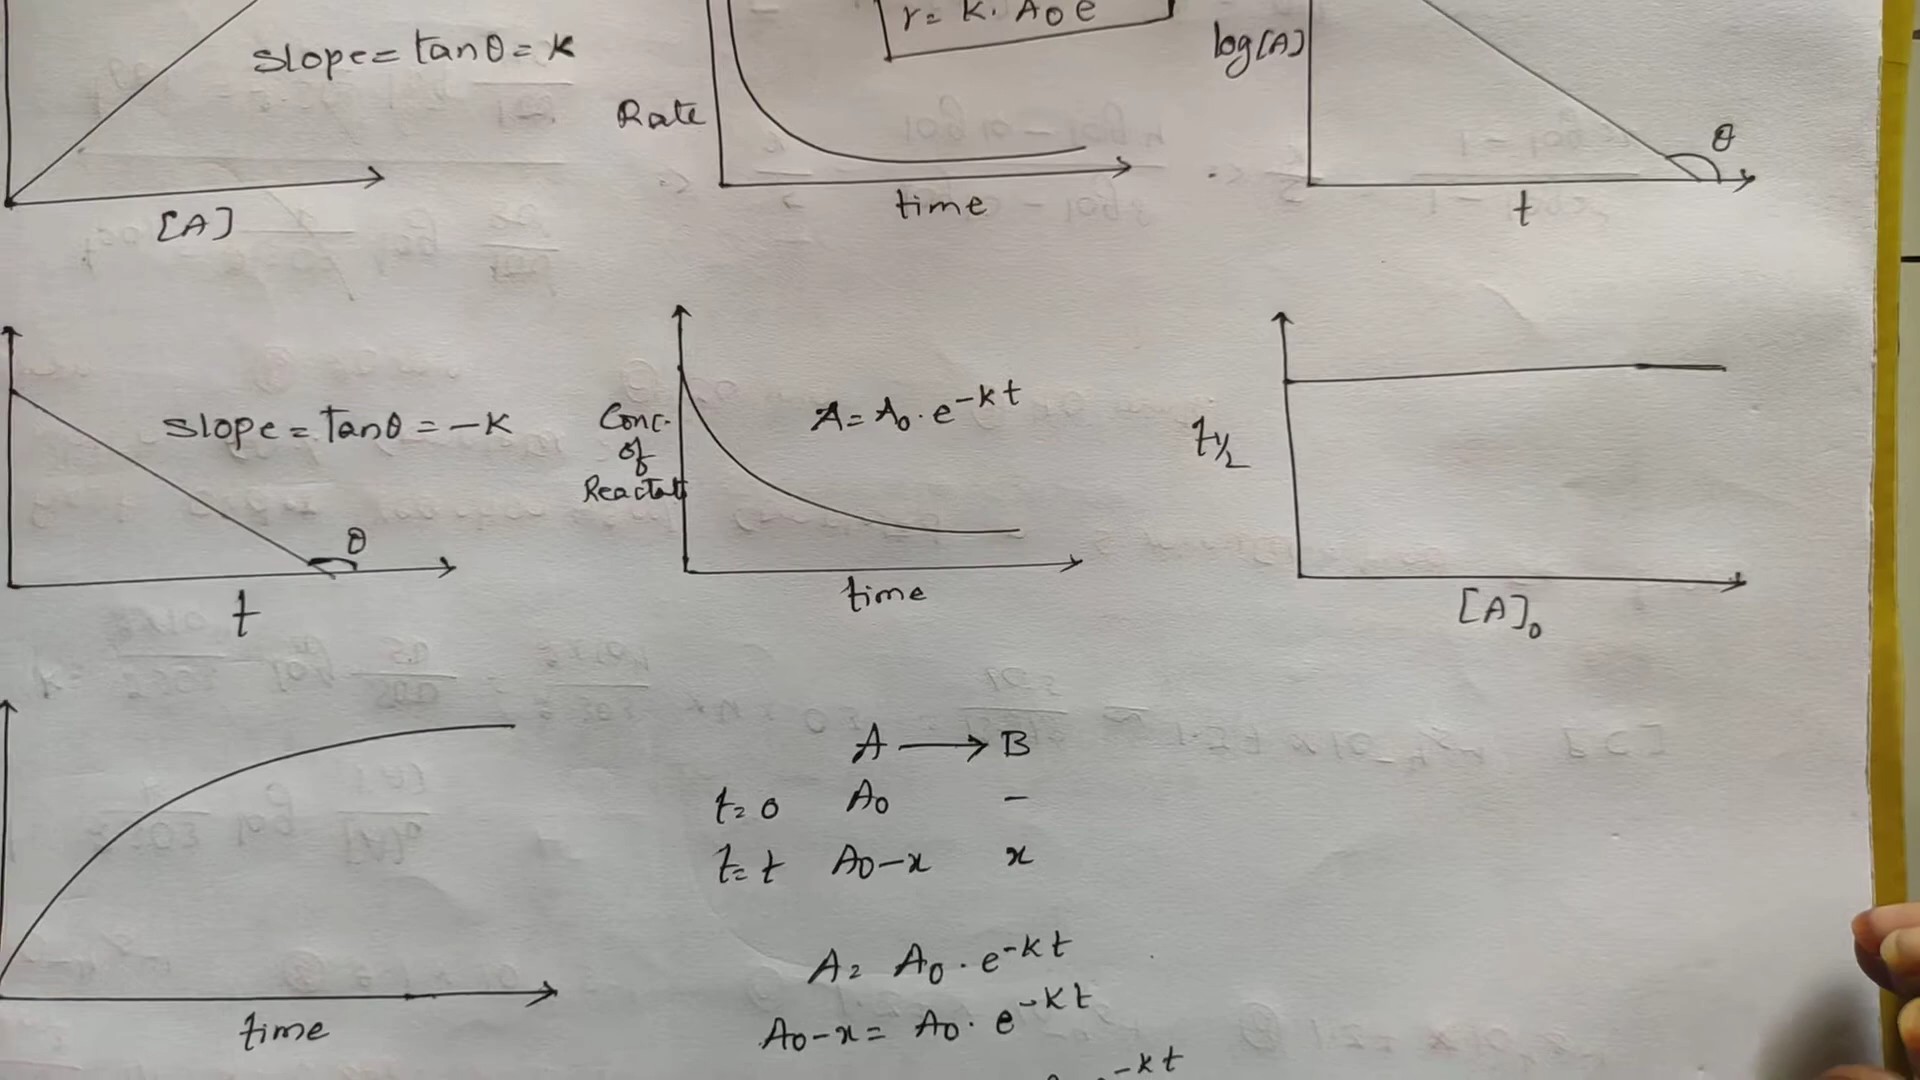 r= K. A0 e
slope= tanθ= K
Rate
log[A]
θ
[A]
time
t
slope= tanθ = -K
Conc.
of
A= A0 . e^-kt
t1/2
θ
t
time
[A]0
A → B
t= 0 A0 -
t= t A0-x x
A= A0 . e^-kt
time
A0-x= A0 . e^-kt
-kt